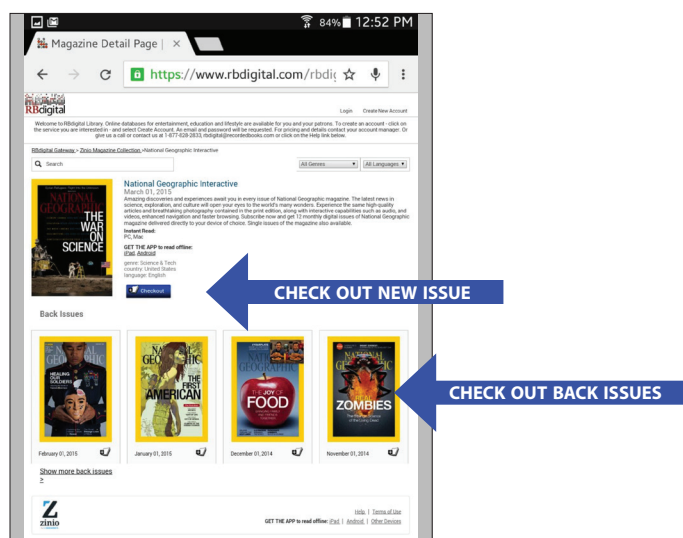 84% 12:52 PM
Magazine Detail Page | ×
https://www.rbdigital.com/rbdig
RBdigital
Login Create New Account
Welcome to RBdigital Library. Online databases for entertainment, education and lifestyle are available for you and your patrons. To create an account - click on
the service you are interested in - and select Create Account. An email and password will be requested. For pricing and details contact your account manager. Or
give us a call or contact us at 1-877-828-2833, rbdigital@recordedbooks.com or click on the Help link below.
RBdigital Gateway > Zinio Magazine Collection >National Geographic Interactive
Search
All Genres
All Languages
National Geographic Interactive
March 01, 2015
Amazing discoveries and experiences await you in every issue of National Geographic magazine. The latest news in
science, exploration, and culture will open your eyes to the world's many wonders. Experience the same high-quality
articles and breathtaking photography contained in the print edition, along with interactive capabilities such as audio, and
videos, enhanced navigation and faster browsing. Subscribe now and get 12 monthly digital issues of National Geographic
magazine delivered directly to your device of choice. Single issues of the magazine also available.
Instant Read:
PC, Mac
GET THE APP to read offline:
iPad, Android
genre: Science & Tech
country: United States
language: English
Checkout
NATIONAL
GEOGRAPHIC
THE
WAR
ON
SCIENCE
CHECK OUT NEW ISSUE
Back Issues
HEALING
OUR
SOLDIERS
NATIONAL
GEOGRAPHIC
THE
FIRST
AMERICAN
NATIONAL
GEOGRAPHIC
THE JOY OF
FOOD
NATIONAL
GEOGRAPHIC
REAL
ZOMBIES
CHECK OUT BACK ISSUES
February 01, 2015
January 01, 2015
December 01, 2014
November 01, 2014
Show more back issues
>
Z
zinio
Help | Terms of Use
GET THE APP to read offline: iPad | Android | Other Devices